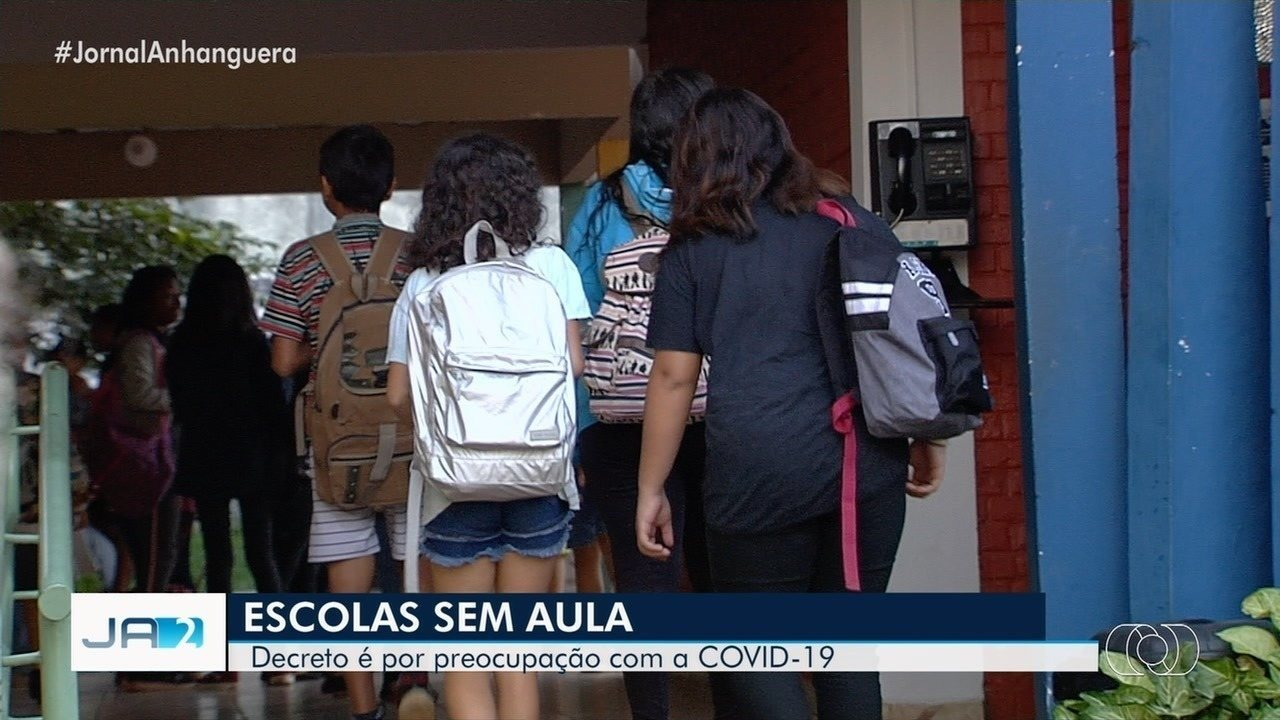 #JornalAnhanguera
JA2
ESCOLAS SEM AULA
Decreto é por preocupação com a COVID-19